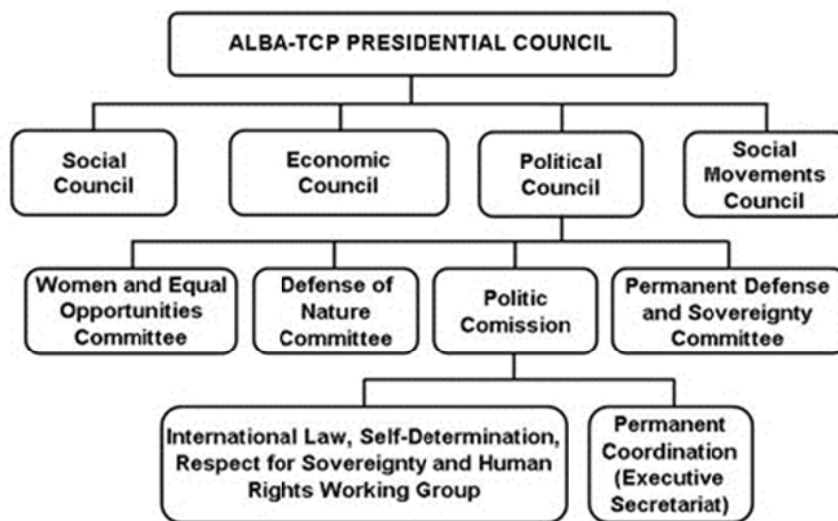 ALBA-TCP PRESIDENTIAL COUNCIL
Social
Council
Economic
Council
Political
Council
Social
Movements
Council
Women and Equal
Opportunities
Committee
Defense of
Nature
Committee
Politic
Comission
Permanent Defense
and Sovereignty
Committee
International Law, Self-Determination,
Respect for Sovereignty and Human
Rights Working Group
Permanent
Coordination
(Executive
Secretariat)